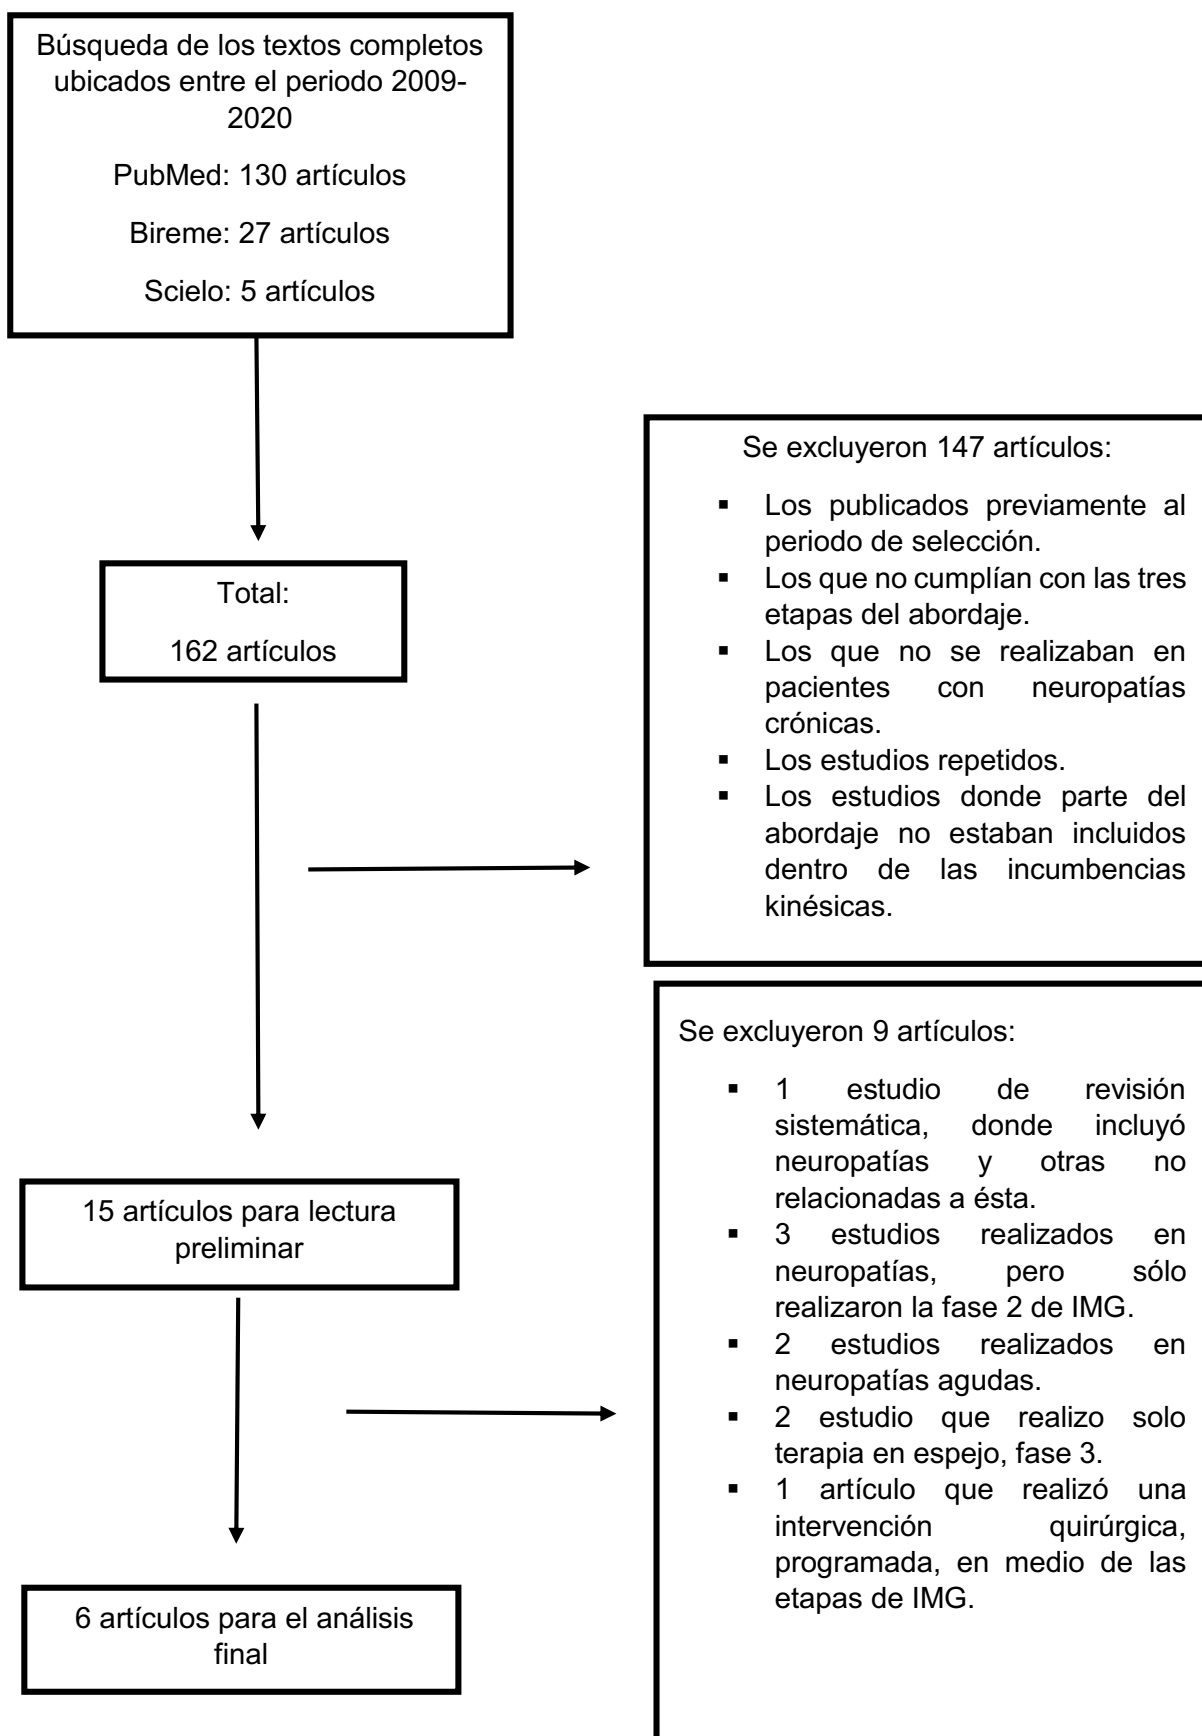 Búsqueda de los textos completos
ubicados entre el periodo 2009-
2020
PubMed: 130 artículos
Bireme: 27 artículos
Scielo: 5 artículos
Total:
162 artículos
Se excluyeron 147 artículos:
▪ Los publicados previamente al
periodo de selección.
▪ Los que no cumplían con las tres
etapas del abordaje.
▪ Los que no se realizaban en
pacientes con neuropatías
crónicas.
▪ Los estudios repetidos.
▪ Los estudios donde parte del
abordaje no estaban incluidos
dentro de las incumbencias
kinésicas.
15 artículos para lectura
preliminar
Se excluyeron 9 artículos:
▪ 1 estudio de revisión
sistemática, donde incluyó
neuropatías y otras no
relacionadas a ésta.
▪ 3 estudios realizados en
neuropatías, pero sólo
realizaron la fase 2 de IMG.
▪ 2 estudios realizados en
neuropatías agudas.
▪ 2 estudio que realizo solo
terapia en espejo, fase 3.
▪ 1 artículo que realizó una
intervención quirúrgica,
programada, en medio de las
etapas de IMG.
6 artículos para el análisis
final